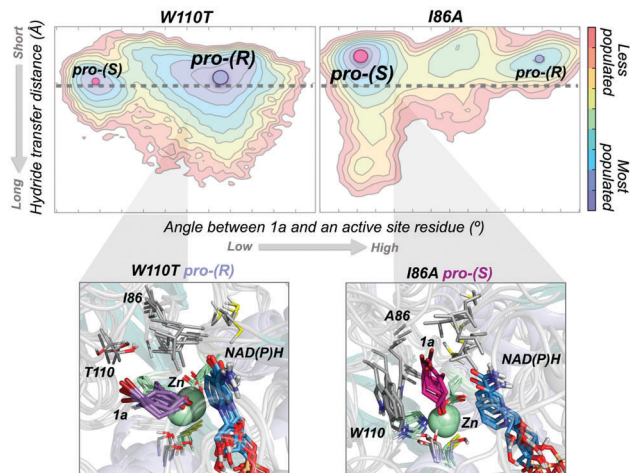 W110T
I86A
Short
Long
Hydride transfer distance (Å)
pro-(S)
pro-(R)
pro-(S)
pro-(R)
Less
populated
Most
populated
Angle between 1a and an active site residue (º)
Low
High
W110T pro-(R)
I86A pro-(S)
I86
T110
NAD(P)H
Zn
1a
A86
1a
NAD(P)H
Zn
W110